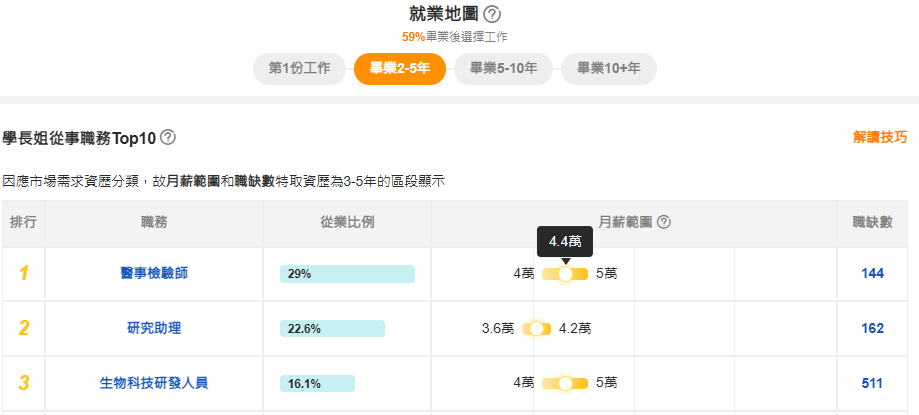 就業地圖 ?
59%畢業後選擇工作
第1份工作 畢業2-5年 畢業5-10年 畢業10+年
學長姐從事職務Top10 ? 解讀技巧
因應市場需求資歷分類，故月薪範圍和職缺數特取資歷為3-5年的區段顯示
排行 職務 從業比例 月薪範圍 ? 職缺數
4.4萬
1 醫事檢驗師 29% 4萬 5萬 144
2 研究助理 22.6% 3.6萬 4.2萬 162
3 生物科技研發人員 16.1% 4萬 5萬 511